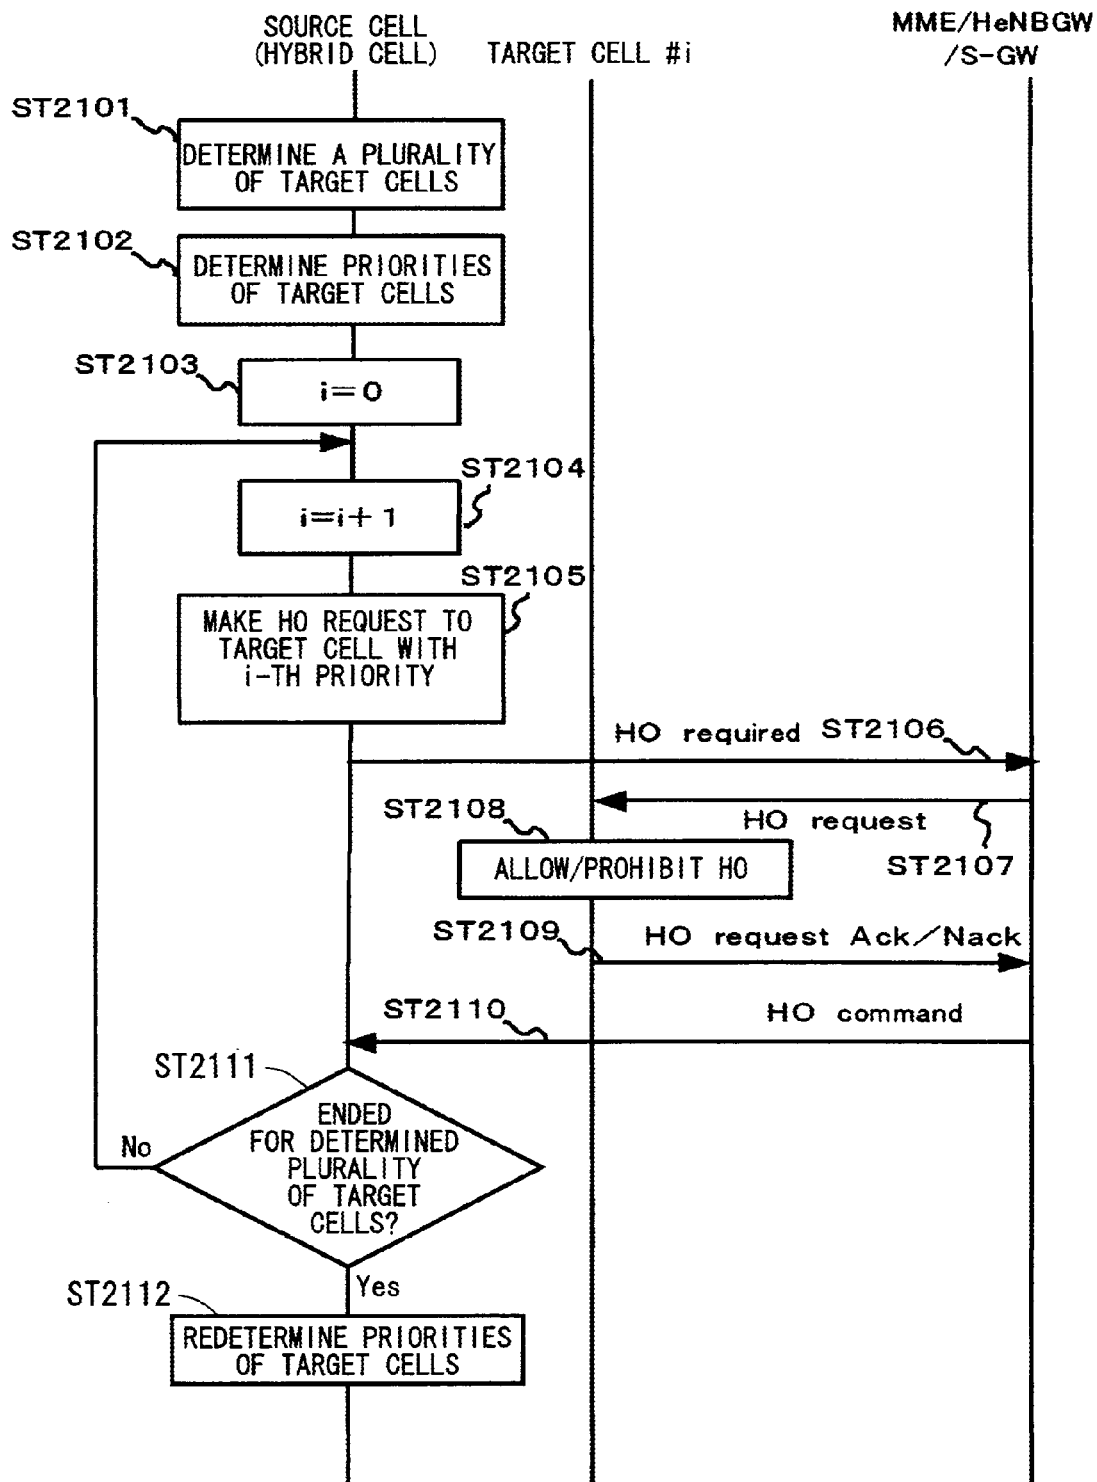 SOURCE CELL
(HYBRID CELL)
TARGET CELL #i
MME/HeNBGW
/S-GW
ST2101
DETERMINE A PLURALITY
OF TARGET CELLS
ST2102
DETERMINE PRIORITIES
OF TARGET CELLS
ST2103
i=0
ST2104
i=i+1
ST2105
MAKE HO REQUEST TO
TARGET CELL WITH
i-TH PRIORITY
HO required
ST2106
ST2108
HO request
ST2107
ALLOW/PROHIBIT HO
ST2109
HO request Ack/Nack
ST2110
HO command
ST2111
ENDED
FOR DETERMINED
PLURALITY
OF TARGET
CELLS?
No
Yes
ST2112
REDETERMINE PRIORITIES
OF TARGET CELLS